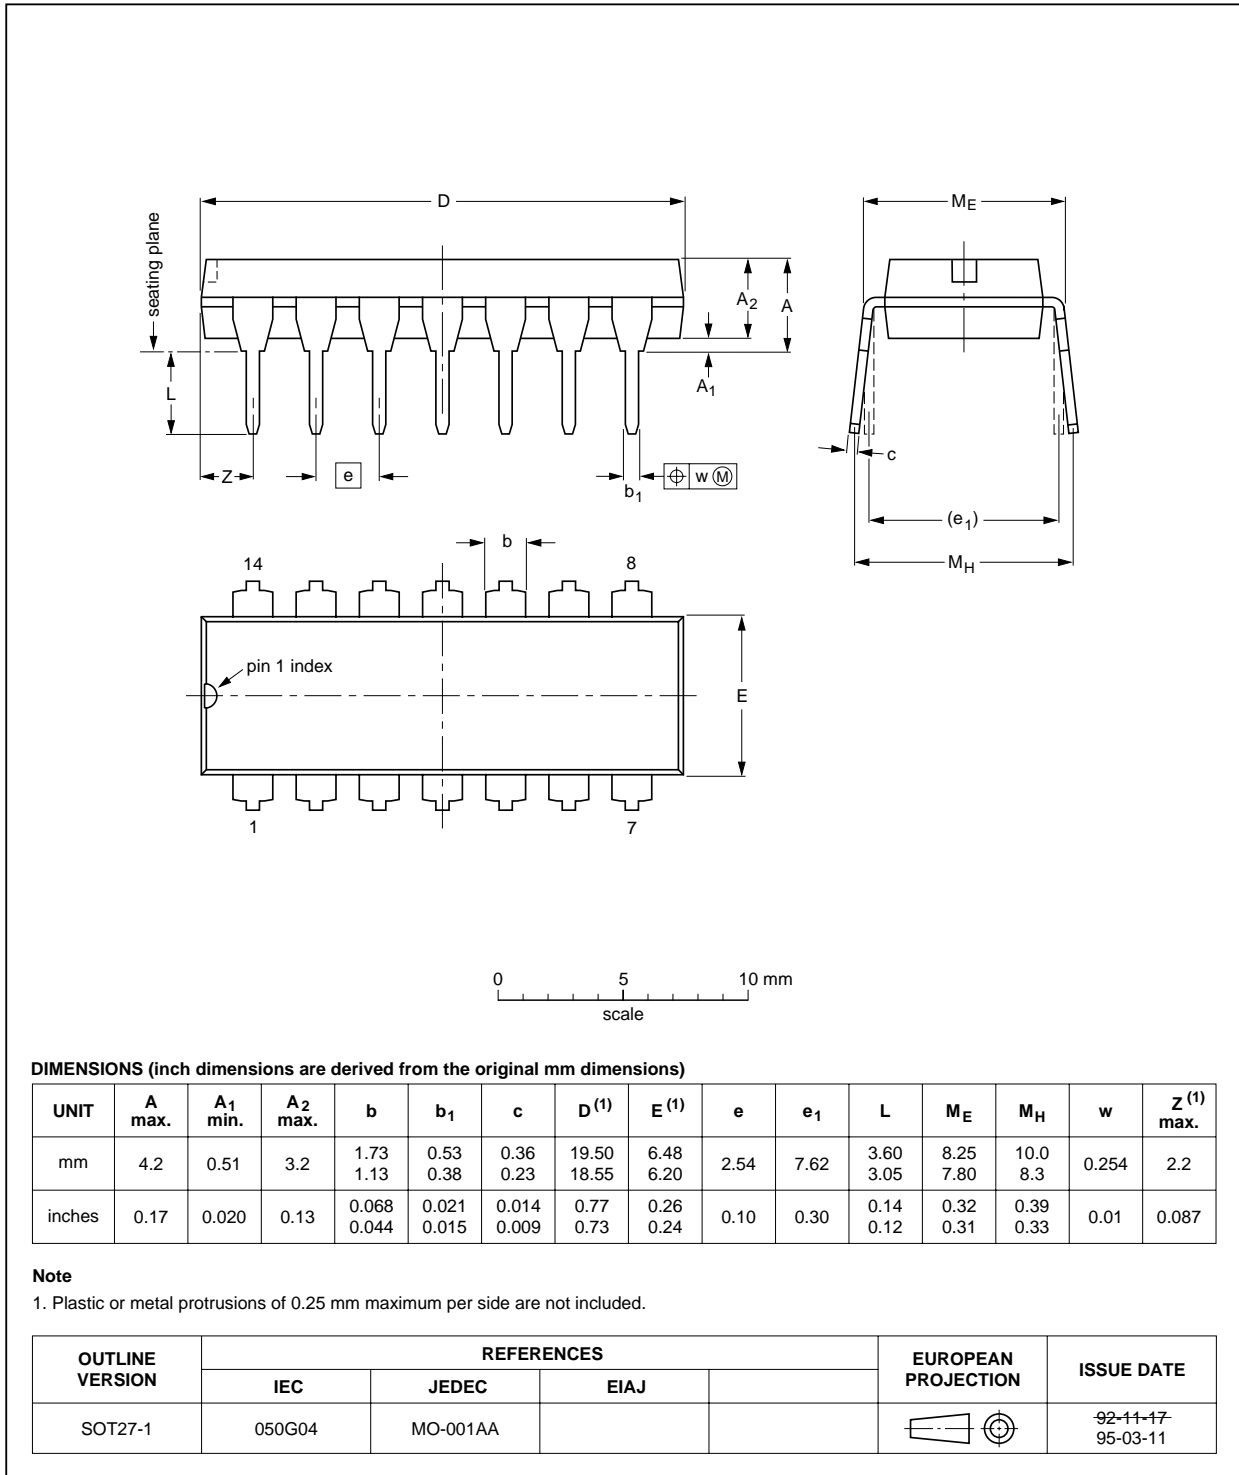 D
M_E
seating plane
A_2
A
L
A_1
c
Z
e
b_1
w M
(e_1)
M_H
b
14
8
pin 1 index
E
1
7
0 5 10 mm
scale
DIMENSIONS (inch dimensions are derived from the original mm dimensions)
UNIT A max. A1 min. A2 max. b b1 c D(1) E(1) e e1 L ME MH w Z(1) max.
mm 4.2 0.51 3.2 1.73 1.13 0.53 0.38 0.36 0.23 19.50 18.55 6.48 6.20 2.54 7.62 3.60 3.05 8.25 7.80 10.0 8.3 0.254 2.2
inches 0.17 0.020 0.13 0.068 0.044 0.021 0.015 0.014 0.009 0.77 0.73 0.26 0.24 0.10 0.30 0.14 0.12 0.32 0.31 0.39 0.33 0.01 0.087
Note
1. Plastic or metal protrusions of 0.25 mm maximum per side are not included.
OUTLINE VERSION REFERENCES EUROPEAN PROJECTION ISSUE DATE
IEC JEDEC EIAJ
SOT27-1 050G04 MO-001AA 92-11-17
95-03-11